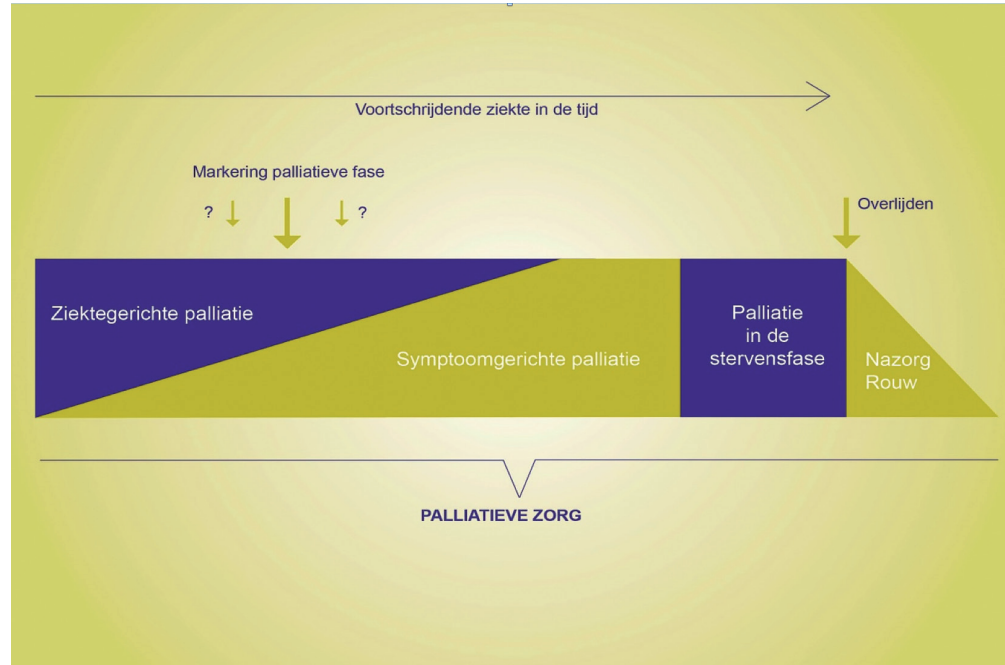 Voortschrijdende ziekte in de tijd
Markering palliatieve fase
? ?
Overlijden
Ziektegerichte palliatie
Symptoomgerichte palliatie
Palliatie
in de
stervensfase
Nazorg
Rouw
PALLIATIEVE ZORG